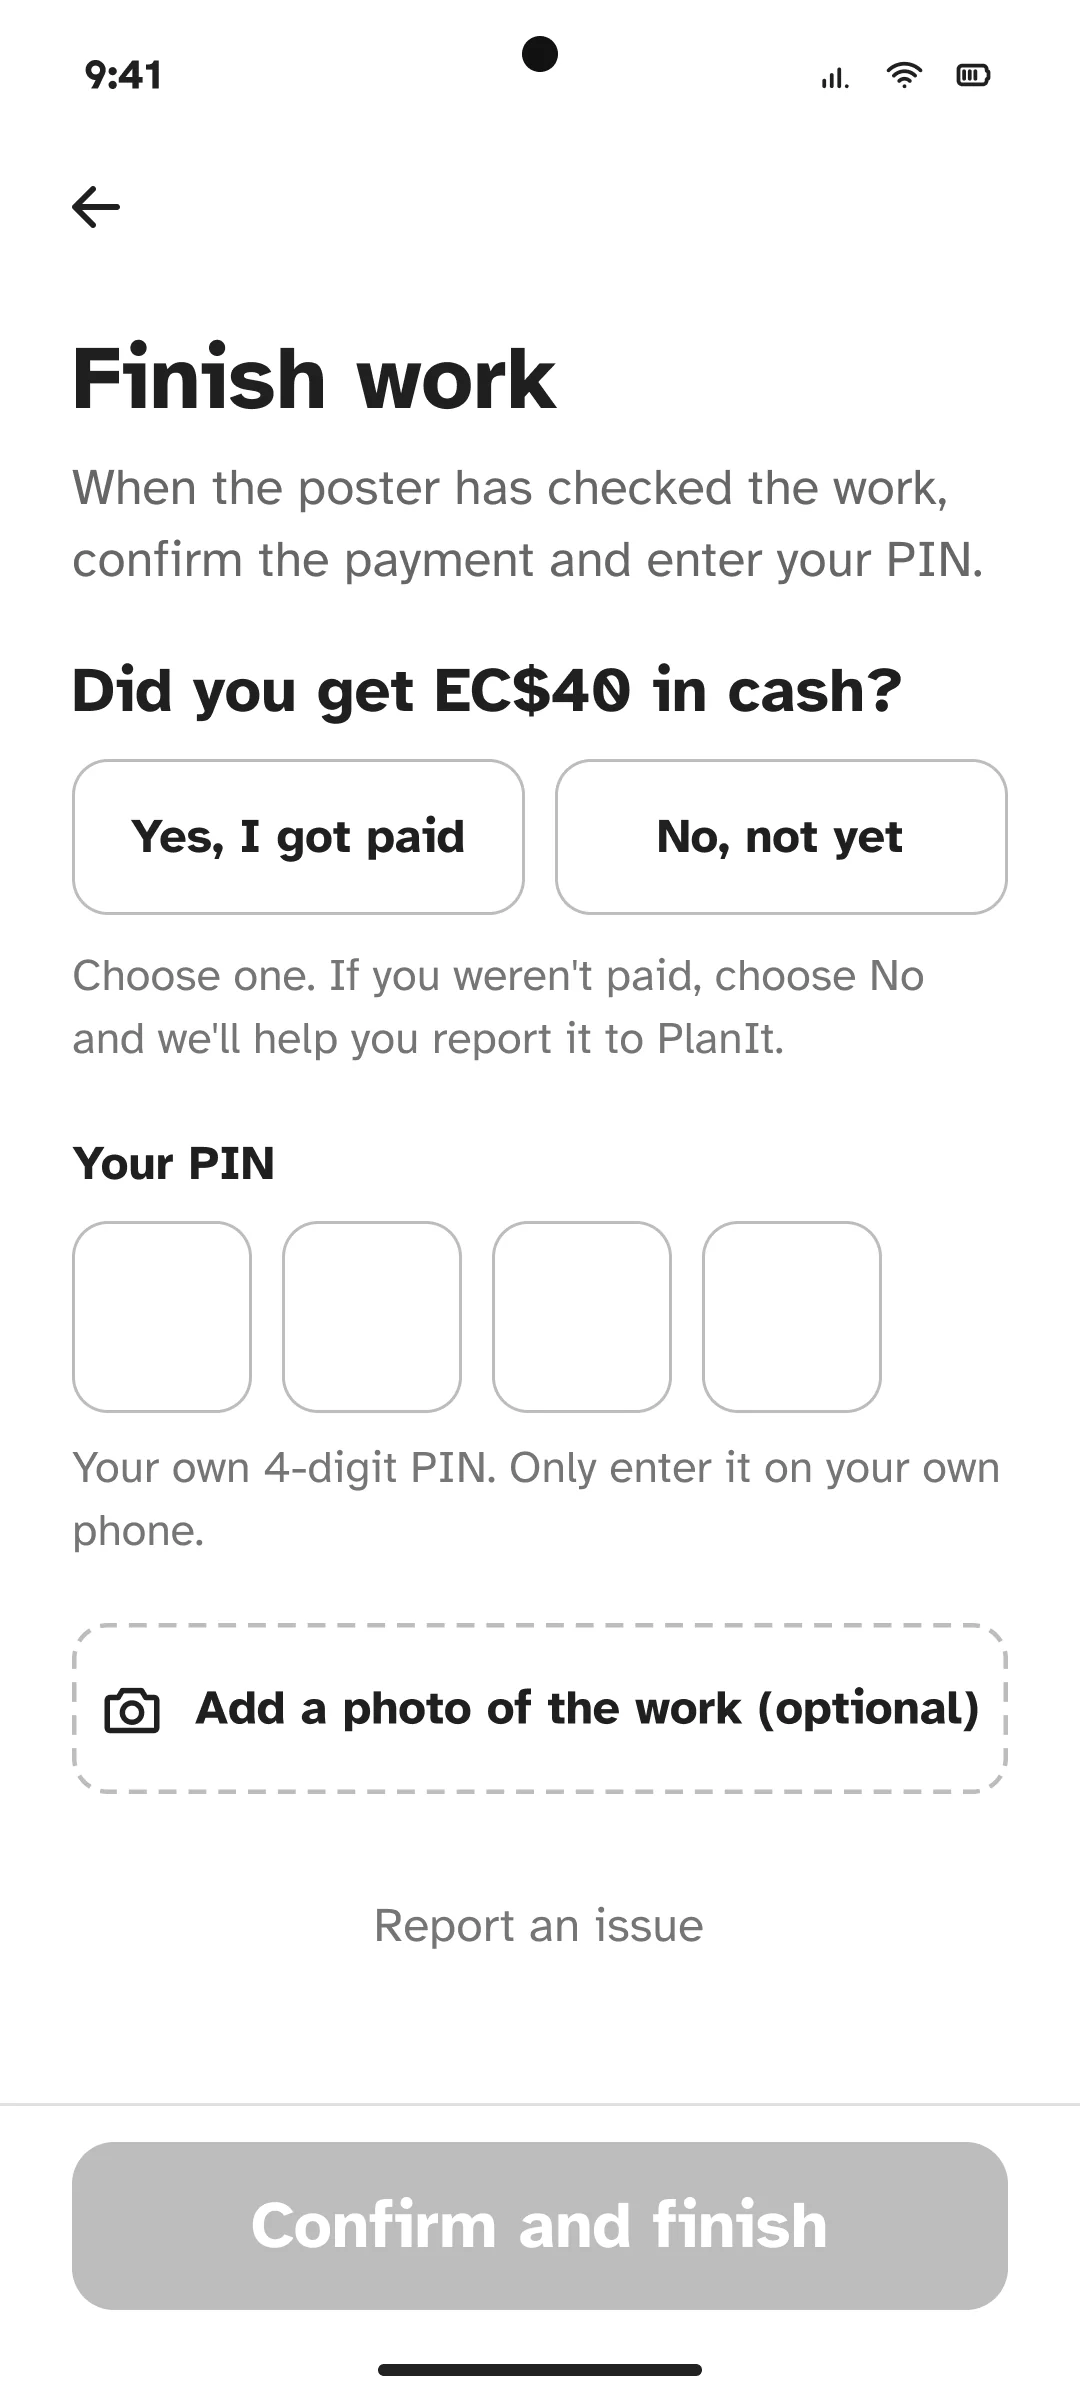 9:41
Finish work
When the poster has checked the work,
confirm the payment and enter your PIN.
Did you get EC$40 in cash?
Yes, I got paid
No, not yet
Choose one. If you weren't paid, choose No
and we'll help you report it to PlanIt.
Your PIN
Your own 4-digit PIN. Only enter it on your own
phone.
Add a photo of the work (optional)
Report an issue
Confirm and finish